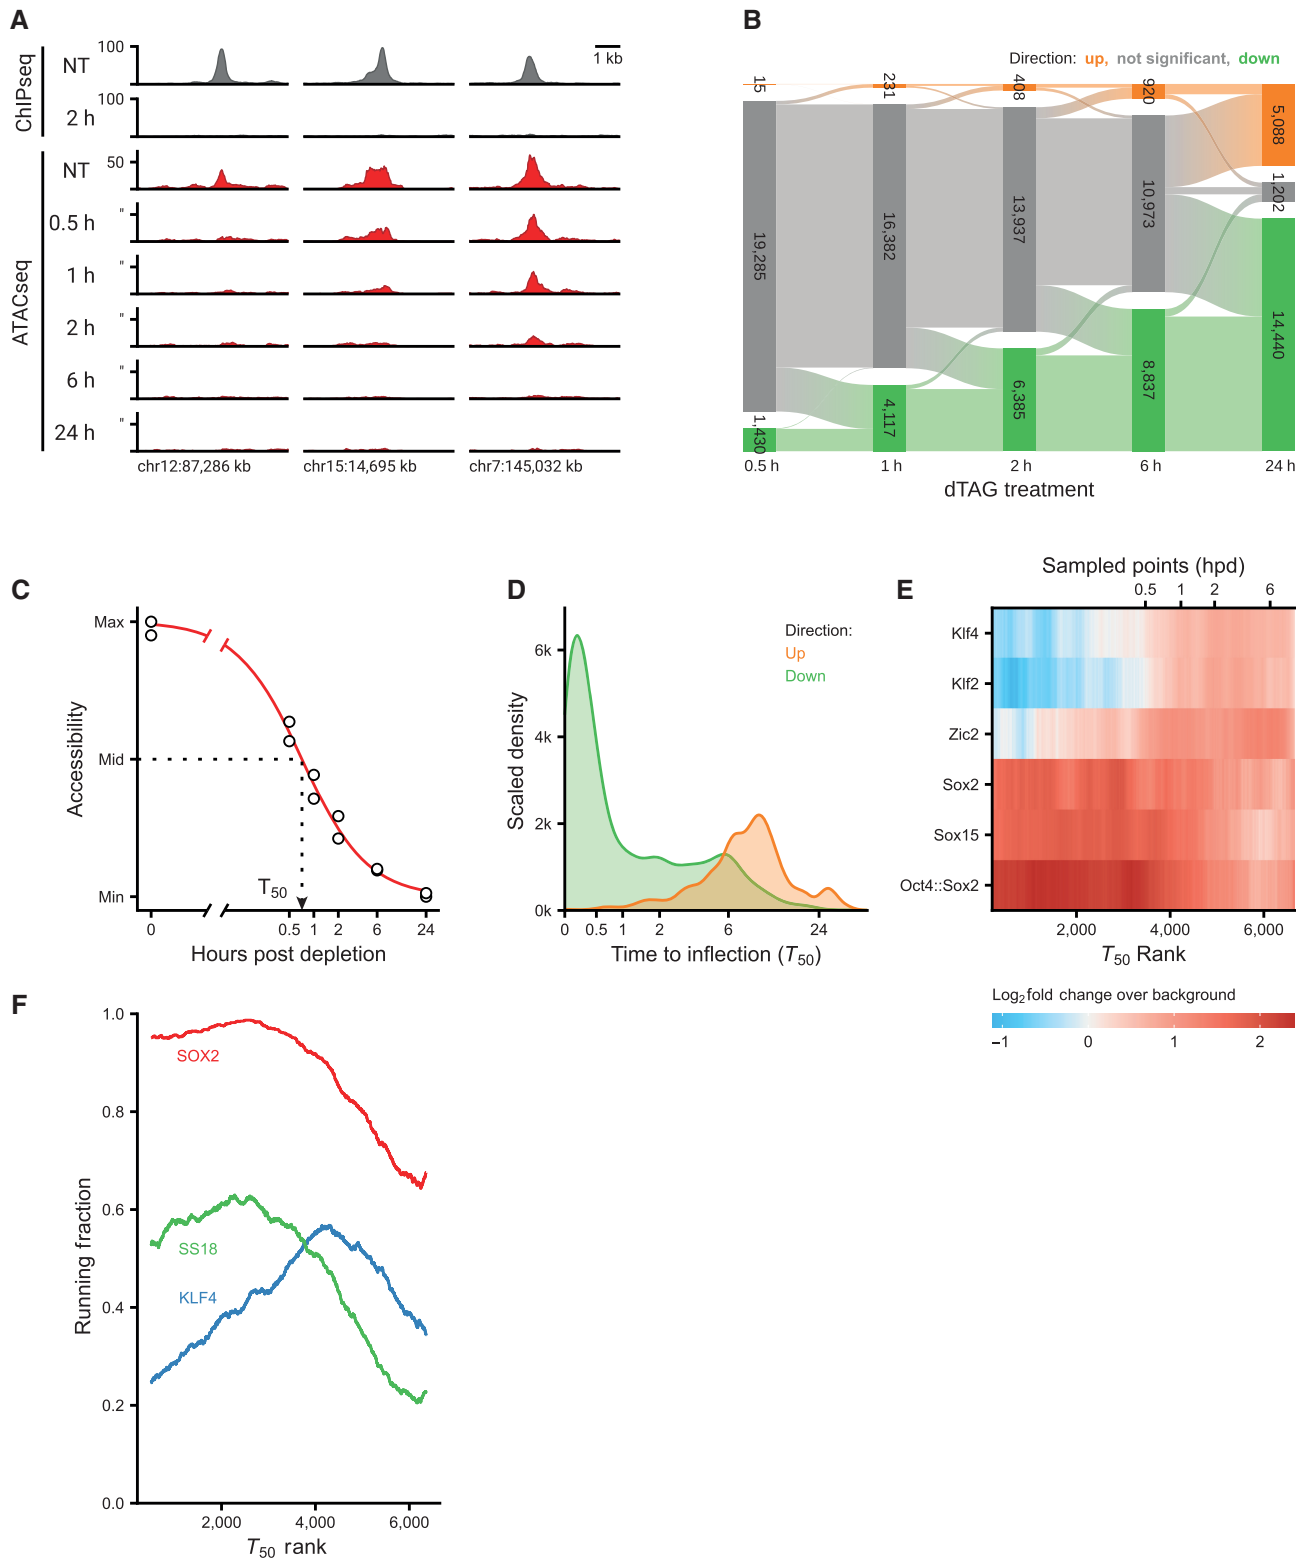 A
ChIPseq
NT
100
2 h
100
1 kb
ATACseq
NT
50
0.5 h
"
1 h
"
2 h
"
6 h
"
24 h
"
chr12:87,286 kb
chr15:14,695 kb
chr7:145,032 kb
B
Direction: up, not significant, down
15
231
408
920
5,088
19,285
16,382
13,937
10,973
1,202
1,430
4,117
6,385
8,837
14,440
0.5 h
1 h
2 h
6 h
24 h
dTAG treatment
C
Accessibility
Max
Mid
Min
T50
0
0.5
1
2
6
24
Hours post depletion
D
Scaled density
6k
4k
2k
0k
Direction:
Up
Down
0
0.5
1
2
6
24
Time to inflection (T50)
E
Sampled points (hpd)
0.5
1
2
6
Klf4
Klf2
Zic2
Sox2
Sox15
Oct4::Sox2
2,000
4,000
6,000
T50 Rank
Log2fold change over background
−1
0
1
2
F
Running fraction
1.0
0.8
0.6
0.4
0.2
0.0
SOX2
SS18
KLF4
2,000
4,000
6,000
T50 rank